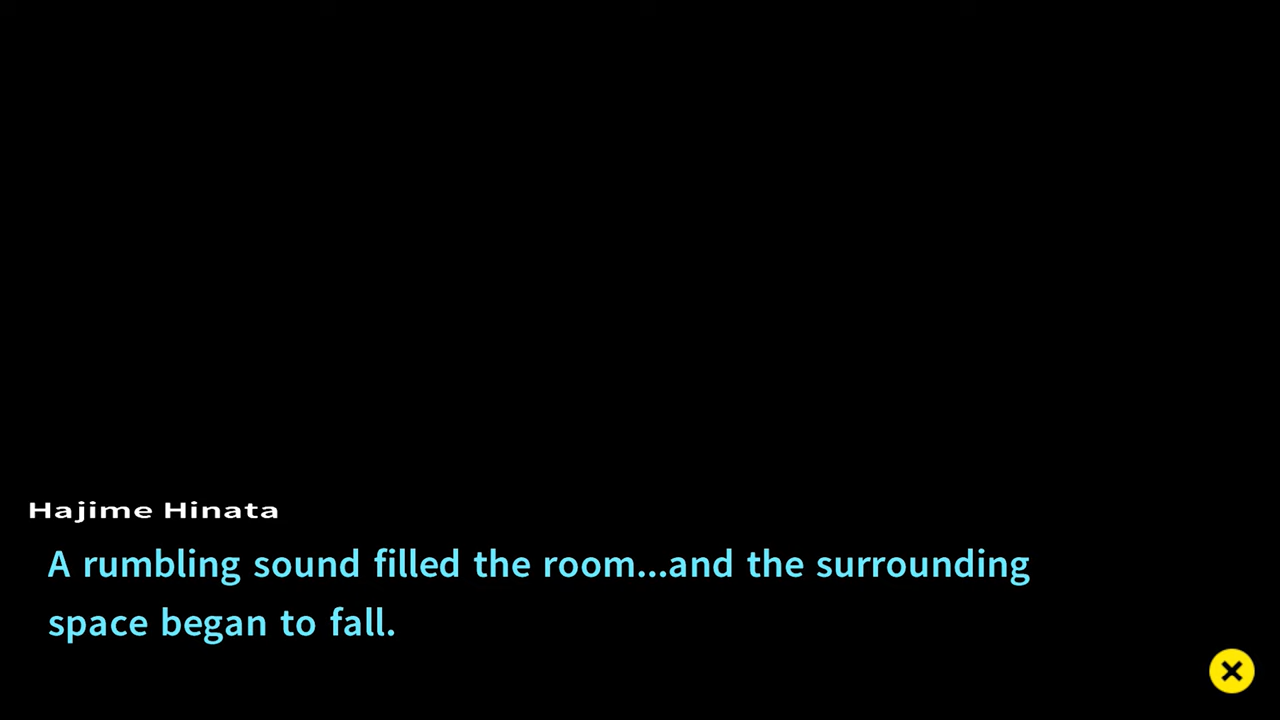 Hajime Hinata
A rumbling sound filled the room...and the surrounding
space began to fall.